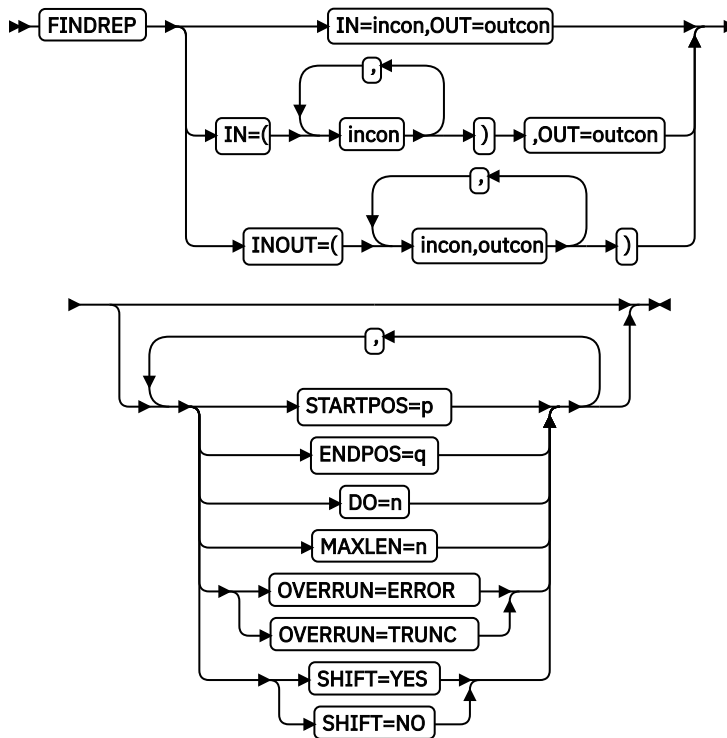 FINDREP IN=incon,OUT=outcon
,
IN=( incon ) ,OUT=outcon
,
INOUT=( incon,outcon )
,
STARTPOS=p
ENDPOS=q
DO=n
MAXLEN=n
OVERRUN=ERROR
OVERRUN=TRUNC
SHIFT=YES
SHIFT=NO